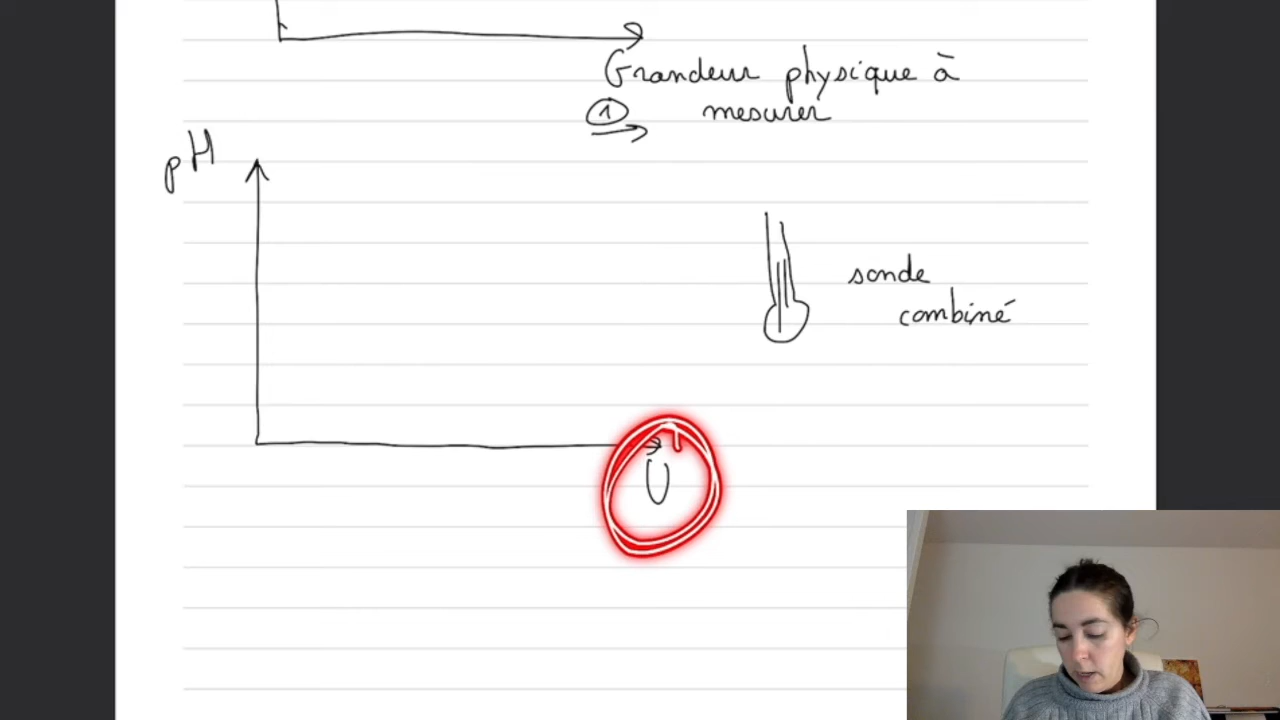 Grandeur physique à
1 mesurer
pH
sonde
combiné
U